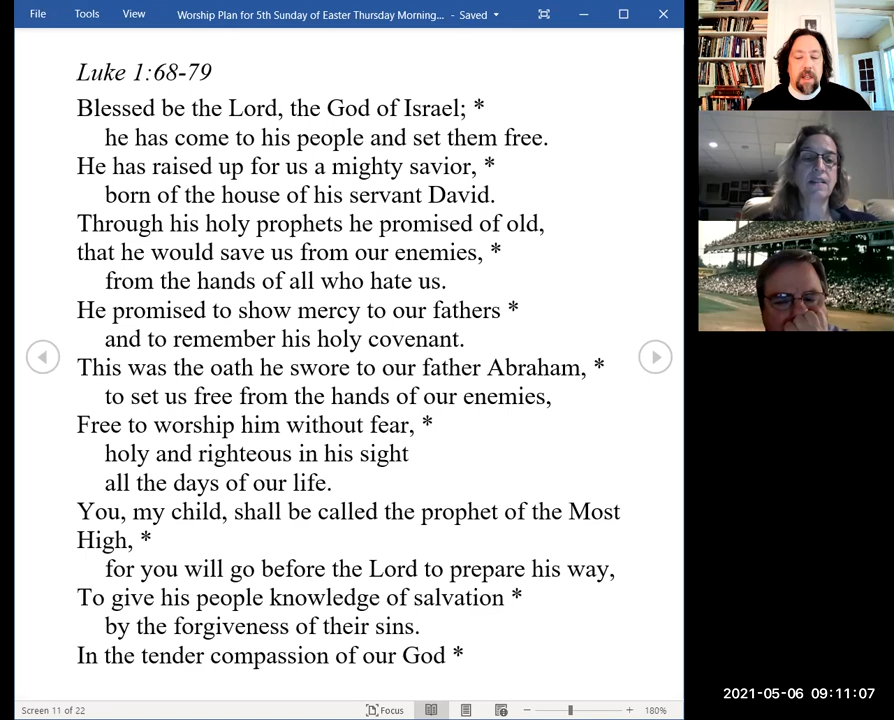 File Tools View Worship Plan for 5th Sunday of Easter Thursday Morning... - Saved
Luke 1:68-79
Blessed be the Lord, the God of Israel; *
he has come to his people and set them free.
He has raised up for us a mighty savior, *
born of the house of his servant David.
Through his holy prophets he promised of old,
that he would save us from our enemies, *
from the hands of all who hate us.
He promised to show mercy to our fathers *
and to remember his holy covenant.
This was the oath he swore to our father Abraham, *
to set us free from the hands of our enemies,
Free to worship him without fear, *
holy and righteous in his sight
all the days of our life.
You, my child, shall be called the prophet of the Most
High, *
for you will go before the Lord to prepare his way,
To give his people knowledge of salvation *
by the forgiveness of their sins.
In the tender compassion of our God *
Screen 11 of 22 Focus 180%
2021-05-06 09:11:07